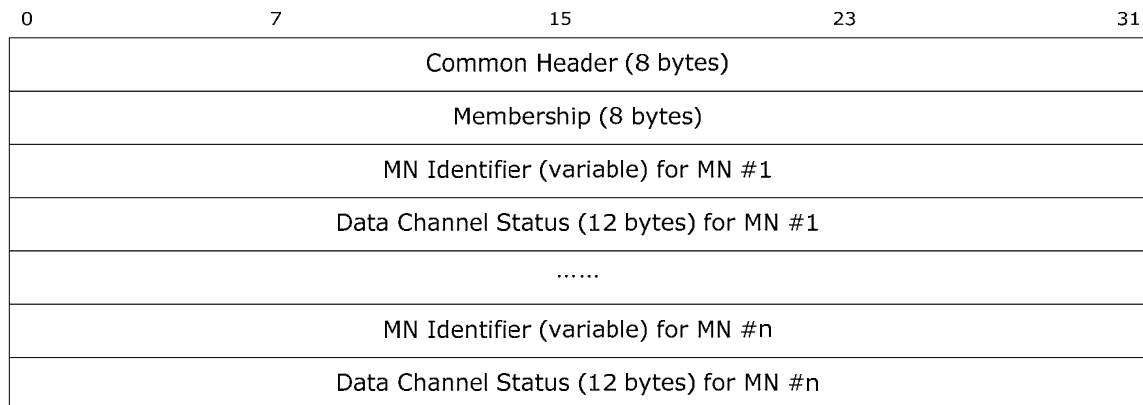 0 7 15 23 31
Common Header (8 bytes)
Membership (8 bytes)
MN Identifier (variable) for MN #1
Data Channel Status (12 bytes) for MN #1
......
MN Identifier (variable) for MN #n
Data Channel Status (12 bytes) for MN #n